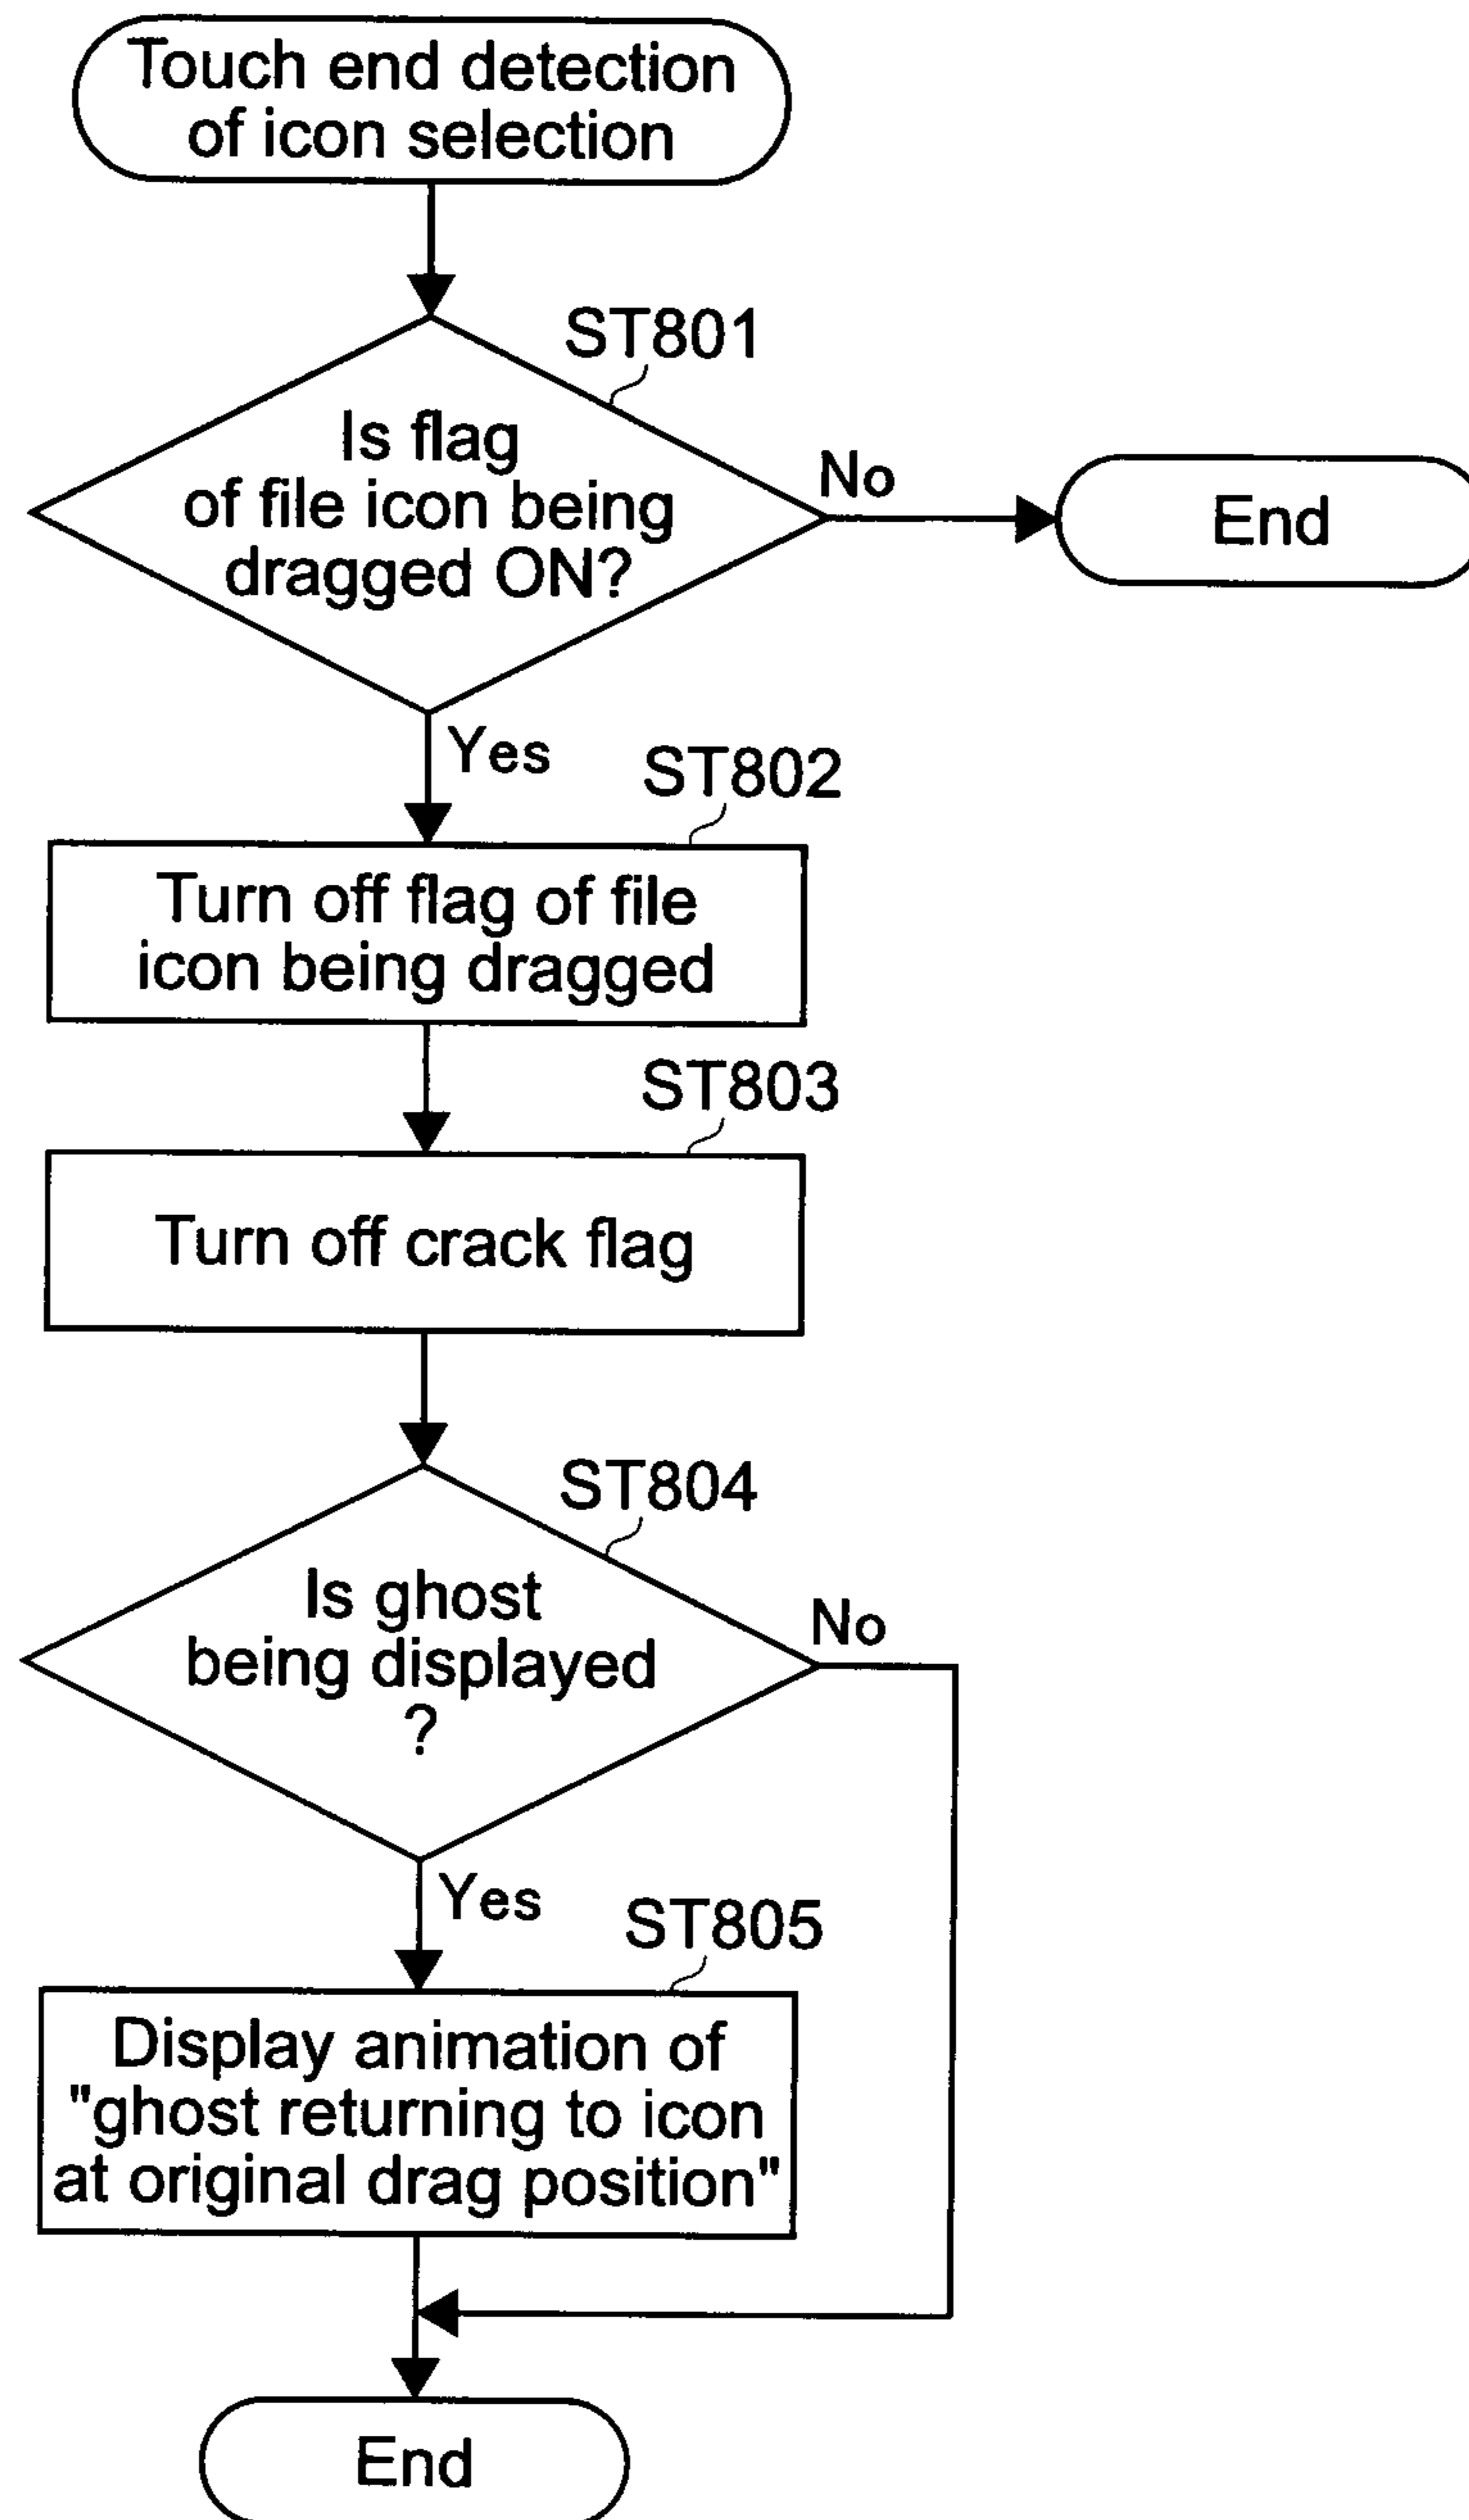 Touch end detection
of icon selection
ST801
Is flag
of file icon being
dragged ON?
No
End
Yes
ST802
Turn off flag of file
icon being dragged
ST803
Turn off crack flag
ST804
Is ghost
being displayed
?
No
Yes
ST805
Display animation of
"ghost returning to icon
at original drag position"
End